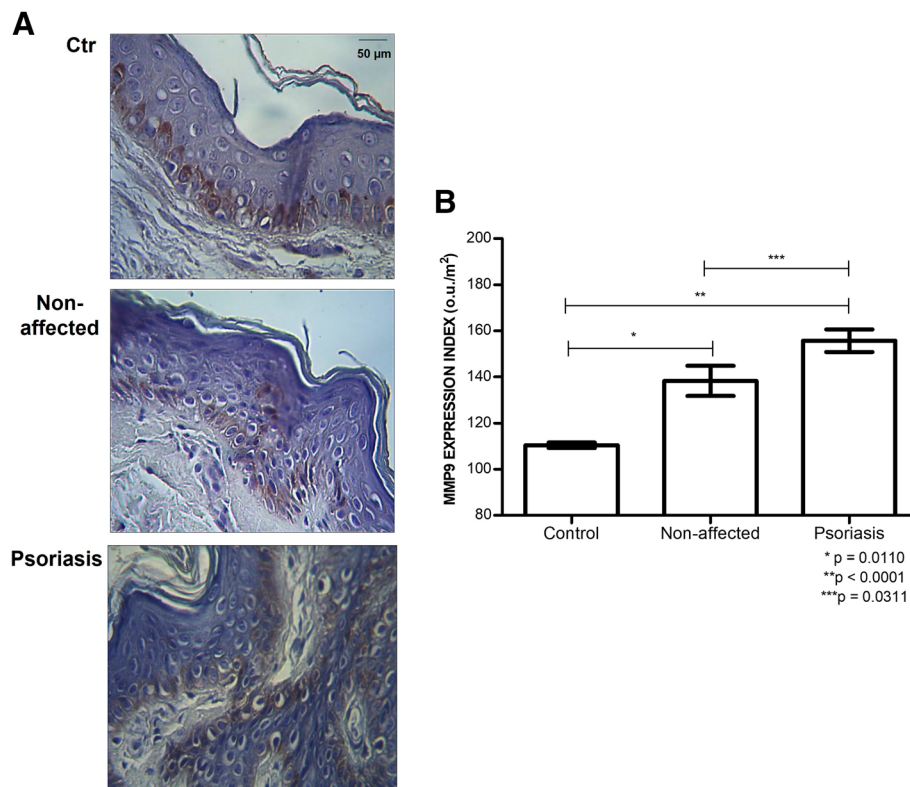 A
Ctr
50 µm
Non-
affected
Psoriasis
B
MMP9 EXPRESSION INDEX (o.u./m²)
200
180
160
140
120
100
80
***
**
*
Control
Non-affected
Psoriasis
* p = 0.0110
**p < 0.0001
***p = 0.0311